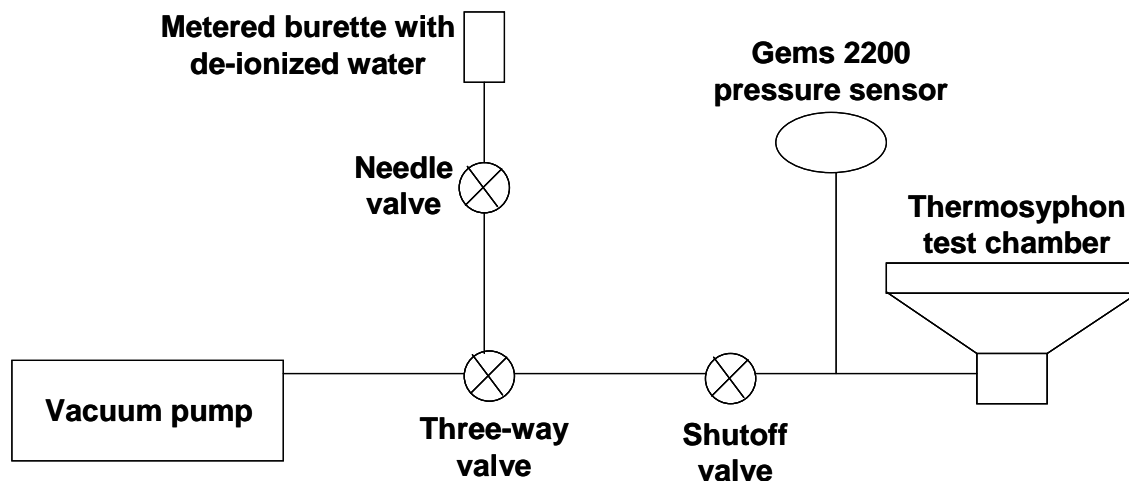 Metered burette with
de-ionized water
Gems 2200
pressure sensor
Needle
valve
Thermosyphon
test chamber
Vacuum pump
Three-way
valve
Shutoff
valve